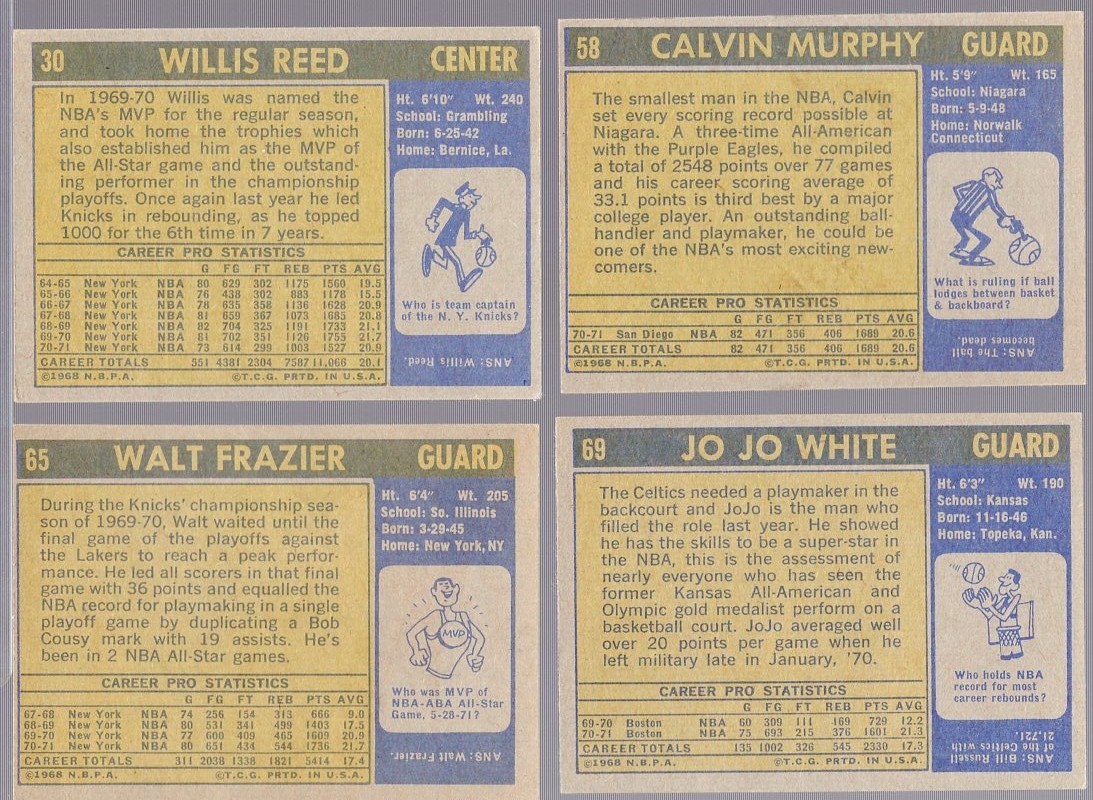 30 WILLIS REED CENTER
In 1969-70 Willis was named the
NBA's MVP for the regular season,
and took home the trophies which
also established him as the MVP of
the All-Star game and the outstand-
ing performer in the championship
playoffs. Once again last year he led
Knicks in rebounding, as he topped
1000 for the 6th time in 7 years.
CAREER PRO STATISTICS
G FG FT REB PTS AVG
64-65 New York NBA 80 629 302 1175 1560 19.5
65-66 New York NBA 76 438 302 883 1178 15.5
66-67 New York NBA 78 635 358 1136 1628 20.9
67-68 New York NBA 81 659 367 1073 1685 20.8
68-69 New York NBA 82 704 325 1191 1733 21.1
69-70 New York NBA 81 702 351 1126 1755 21.7
70-71 New York NBA 73 614 299 1003 1527 20.9
CAREER TOTALS 551 4381 2304 7587 11,066 20.1
©1968 N.B.P.A. ©T.C.G. PRTD. IN U.S.A.
Ht. 6'10" Wt. 240
School: Grambling
Born: 6-25-42
Home: Bernice, La.
Who is team captain
of the N. Y. Knicks?
ANS: Willis Reed.
58 CALVIN MURPHY GUARD
The smallest man in the NBA, Calvin
set every scoring record possible at
Niagara. A three-time All-American
with the Purple Eagles, he compiled
a total of 2548 points over 77 games
and his career scoring average of
33.1 points is third best by a major
college player. An outstanding ball-
handler and playmaker, he could be
one of the NBA's most exciting new-
comers.
CAREER PRO STATISTICS
G FG FT REB PTS AVG
70-71 San Diego NBA 82 471 356 406 1689 20.6
CAREER TOTALS 82 471 356 406 1689 20.6
©1968 N.B.P.A. ©T.C.G. PRTD. IN U.S.A.
Ht. 5'9" Wt. 165
School: Niagara
Born: 5-9-48
Home: Norwalk
Connecticut
What is ruling if ball
lodges between basket
& backboard?
ANS: The ball
becomes dead.
65 WALT FRAZIER GUARD
During the Knicks' championship sea-
son of 1969-70, Walt waited until the
final game of the playoffs against
the Lakers to reach a peak perfor-
mance. He led all scorers in that final
game with 36 points and equalled the
NBA record for playmaking in a single
playoff game by duplicating a Bob
Cousy mark with 19 assists. He's
been in 2 NBA All-Star games.
CAREER PRO STATISTICS
G FG FT REB PTS AVG
67-68 New York NBA 74 256 154 313 666 9.0
68-69 New York NBA 80 531 341 499 1403 17.5
69-70 New York NBA 77 600 409 465 1609 20.9
70-71 New York NBA 80 651 434 544 1736 21.7
CAREER TOTALS 311 2038 1338 1821 5414 17.4
©1968 N.B.P.A. ©T.C.G. PRTD. IN U.S.A.
Ht. 6'4" Wt. 205
School: So. Illinois
Born: 3-29-45
Home: New York, NY
MVP
Who was MVP of
NBA-ABA All-Star
Game, 5-28-71?
ANS: Walt Frazier.
69 JO JO WHITE GUARD
The Celtics needed a playmaker in the
backcourt and JoJo is the man who
filled the role last year. He showed
he has the skills to be a super-star in
the NBA, this is the assessment of
nearly everyone who has seen the
former Kansas All-American and
Olympic gold medalist perform on a
basketball court. JoJo averaged well
over 20 points per game when he
left military late in January, '70.
CAREER PRO STATISTICS
G FG FT REB PTS AVG
69-70 Boston NBA 60 309 111 169 729 12.2
70-71 Boston NBA 75 693 215 376 1601 21.3
CAREER TOTALS 135 1002 326 545 2330 17.3
©1968 N.B.P.A. ©T.C.G. PRTD. IN U.S.A.
Ht. 6'3" Wt. 190
School: Kansas
Born: 11-16-46
Home: Topeka, Kan.
Who holds NBA
record for most
career rebounds?
ANS: Bill Russell
of the Celtics with
21,721.